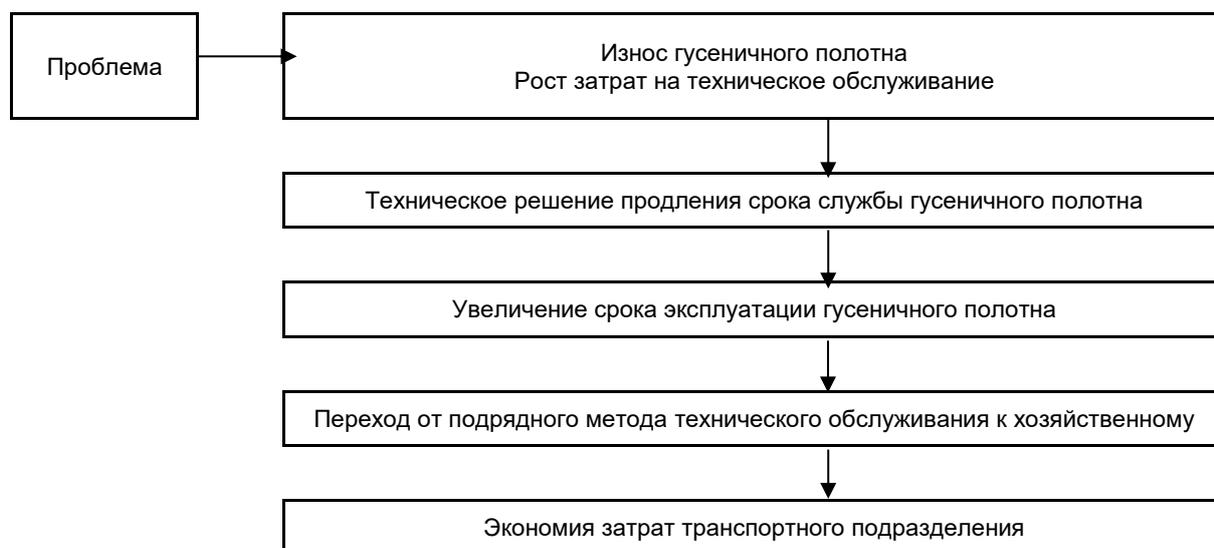 Проблема
Износ гусеничного полотна
Рост затрат на техническое обслуживание
Техническое решение продления срока службы гусеничного полотна
Увеличение срока эксплуатации гусеничного полотна
Переход от подрядного метода технического обслуживания к хозяйственному
Экономия затрат транспортного подразделения